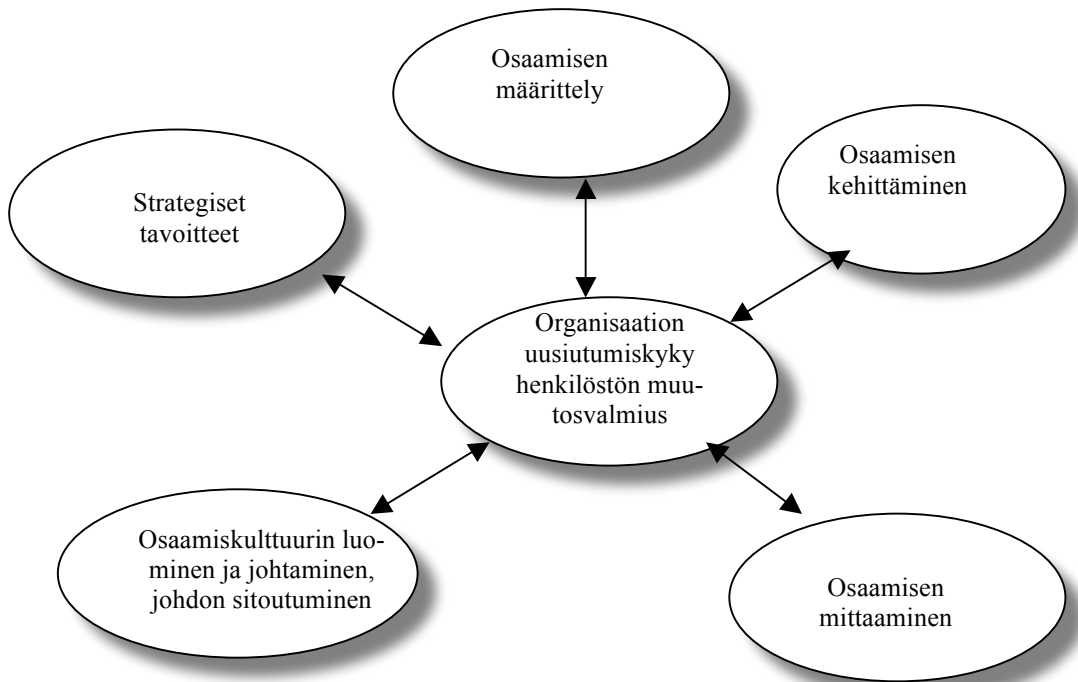 Osaamisen
määrittely
Osaamisen
kehittäminen
Strategiset
tavoitteet
Organisaation
uusiutumiskyky
henkilöstön muu-
tosvalmius
Osaamiskulttuurin luo-
minen ja johtaminen,
johdon sitoutuminen
Osaamisen
mittaaminen